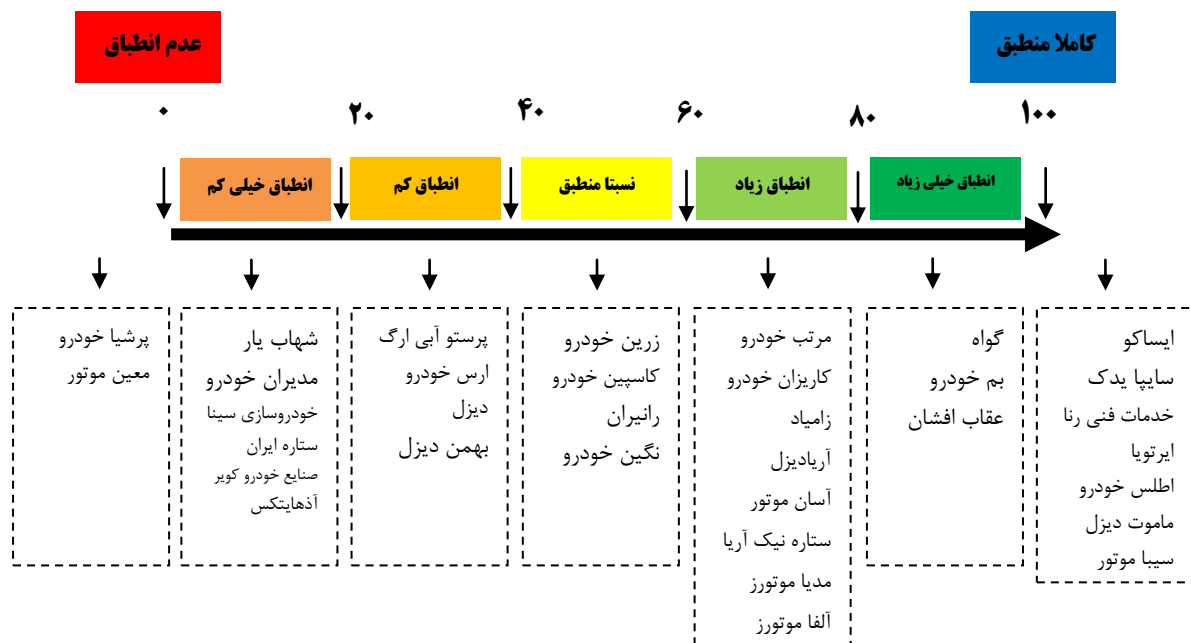 عدم انطباق
کاملا منطبق
۰
۲۰
۴۰
۶۰
۸۰
۱۰۰
انطباق خیلی کم
انطباق کم
نسبتا منطبق
انطباق زیاد
انطباق خیلی زیاد
پرشیا خودرو
معین موتور
شهاب یار
مدیران خودرو
خودروسازی سینا
ستاره ایران
صنایع خودرو کویر
آذهایتکس
پرستو آبی ارگ
ارس خودرو
دیزل
بهمن دیزل
زرین خودرو
کاسپین خودرو
رانیران
نگین خودرو
مرتب خودرو
کاریزان خودرو
زامیاد
آریادیزل
آسان موتور
ستاره نیک آریا
مدیا موتورز
آلفا موتورز
گواه
بم خودرو
عقاب افشان
ایساکو
سایپا یدک
خدمات فنی رنا
ایرتویا
اطلس خودرو
ماموت دیزل
سیبا موتور